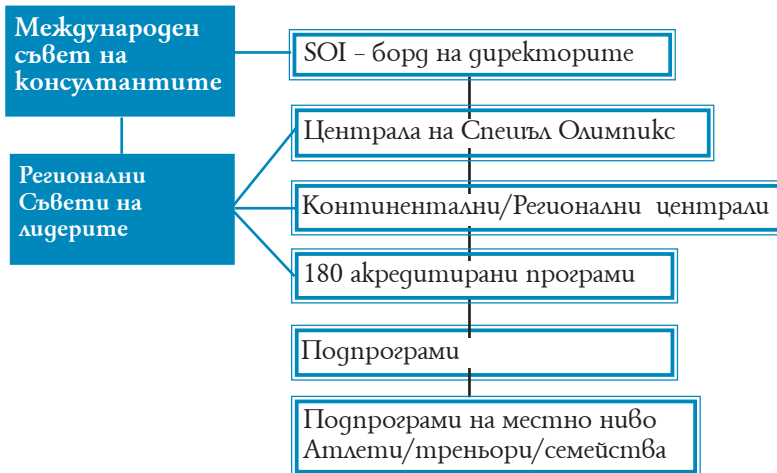 Международен
съвет на
консултантите
SOI – борд на директорите
Централа на Спешъл Олимпикс
Регионални
Съвети на
лидерите
Континентални/Регионални централи
180 акредитирани програми
Подпрограми
Подпрограми на местно ниво
Атлети/треньори/семейства